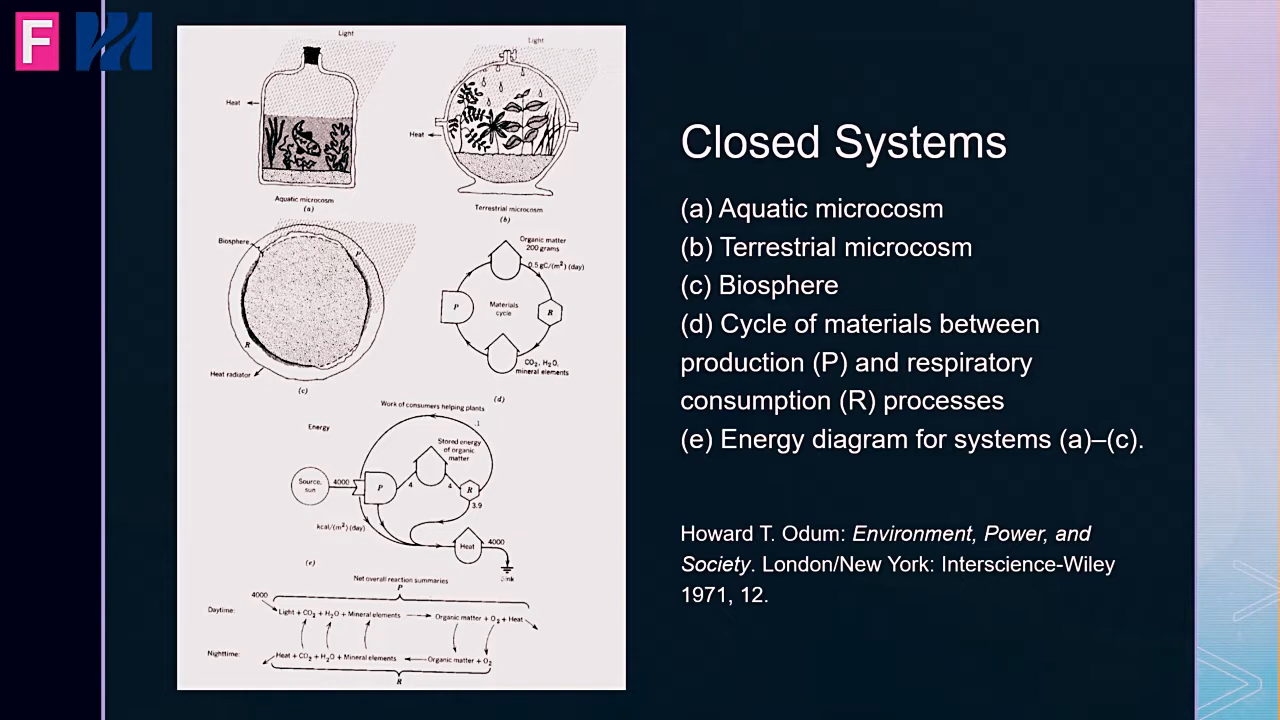 F
Light
Light
Heat
Heat
Aquatic microcosm
(a)
Terrestrial microcosm
(b)
Biosphere
P
R
Heat radiator
(c)
Organic matter
200 grams
0.5 gC/(m²)(day)
P
Materials
cycle
R
CO₂, H₂O,
mineral elements
(d)
Work of consumers helping plants
.1
Energy
Stored energy
of organic
matter
Source,
sun
4000
P
4
4
R
3.9
kcal/(m²)(day)
Heat
4000
Sink
(e)
Net overall reaction summaries
P
4000
Daytime:
Light + CO₂ + H₂O + Mineral elements → Organic matter + O₂ + Heat
Nighttime:
Heat + CO₂ + H₂O + Mineral elements ← Organic matter + O₂
R
Closed Systems
(a) Aquatic microcosm
(b) Terrestrial microcosm
(c) Biosphere
(d) Cycle of materials between
production (P) and respiratory
consumption (R) processes
(e) Energy diagram for systems (a)–(c).
Howard T. Odum: Environment, Power, and
Society. London/New York: Interscience-Wiley
1971, 12.